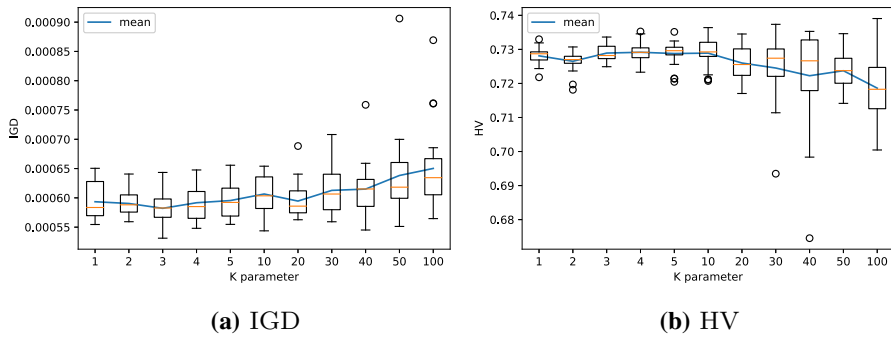 mean
0.00090
0.00085
0.00080
0.00075
0.00070
0.00065
0.00060
0.00055
IGD
1 2 3 4 5 10 20 30 40 50 100
K parameter
(a) IGD
mean
0.74
0.73
0.72
0.71
0.70
0.69
0.68
HV
1 2 3 4 5 10 20 30 40 50 100
K parameter
(b) HV